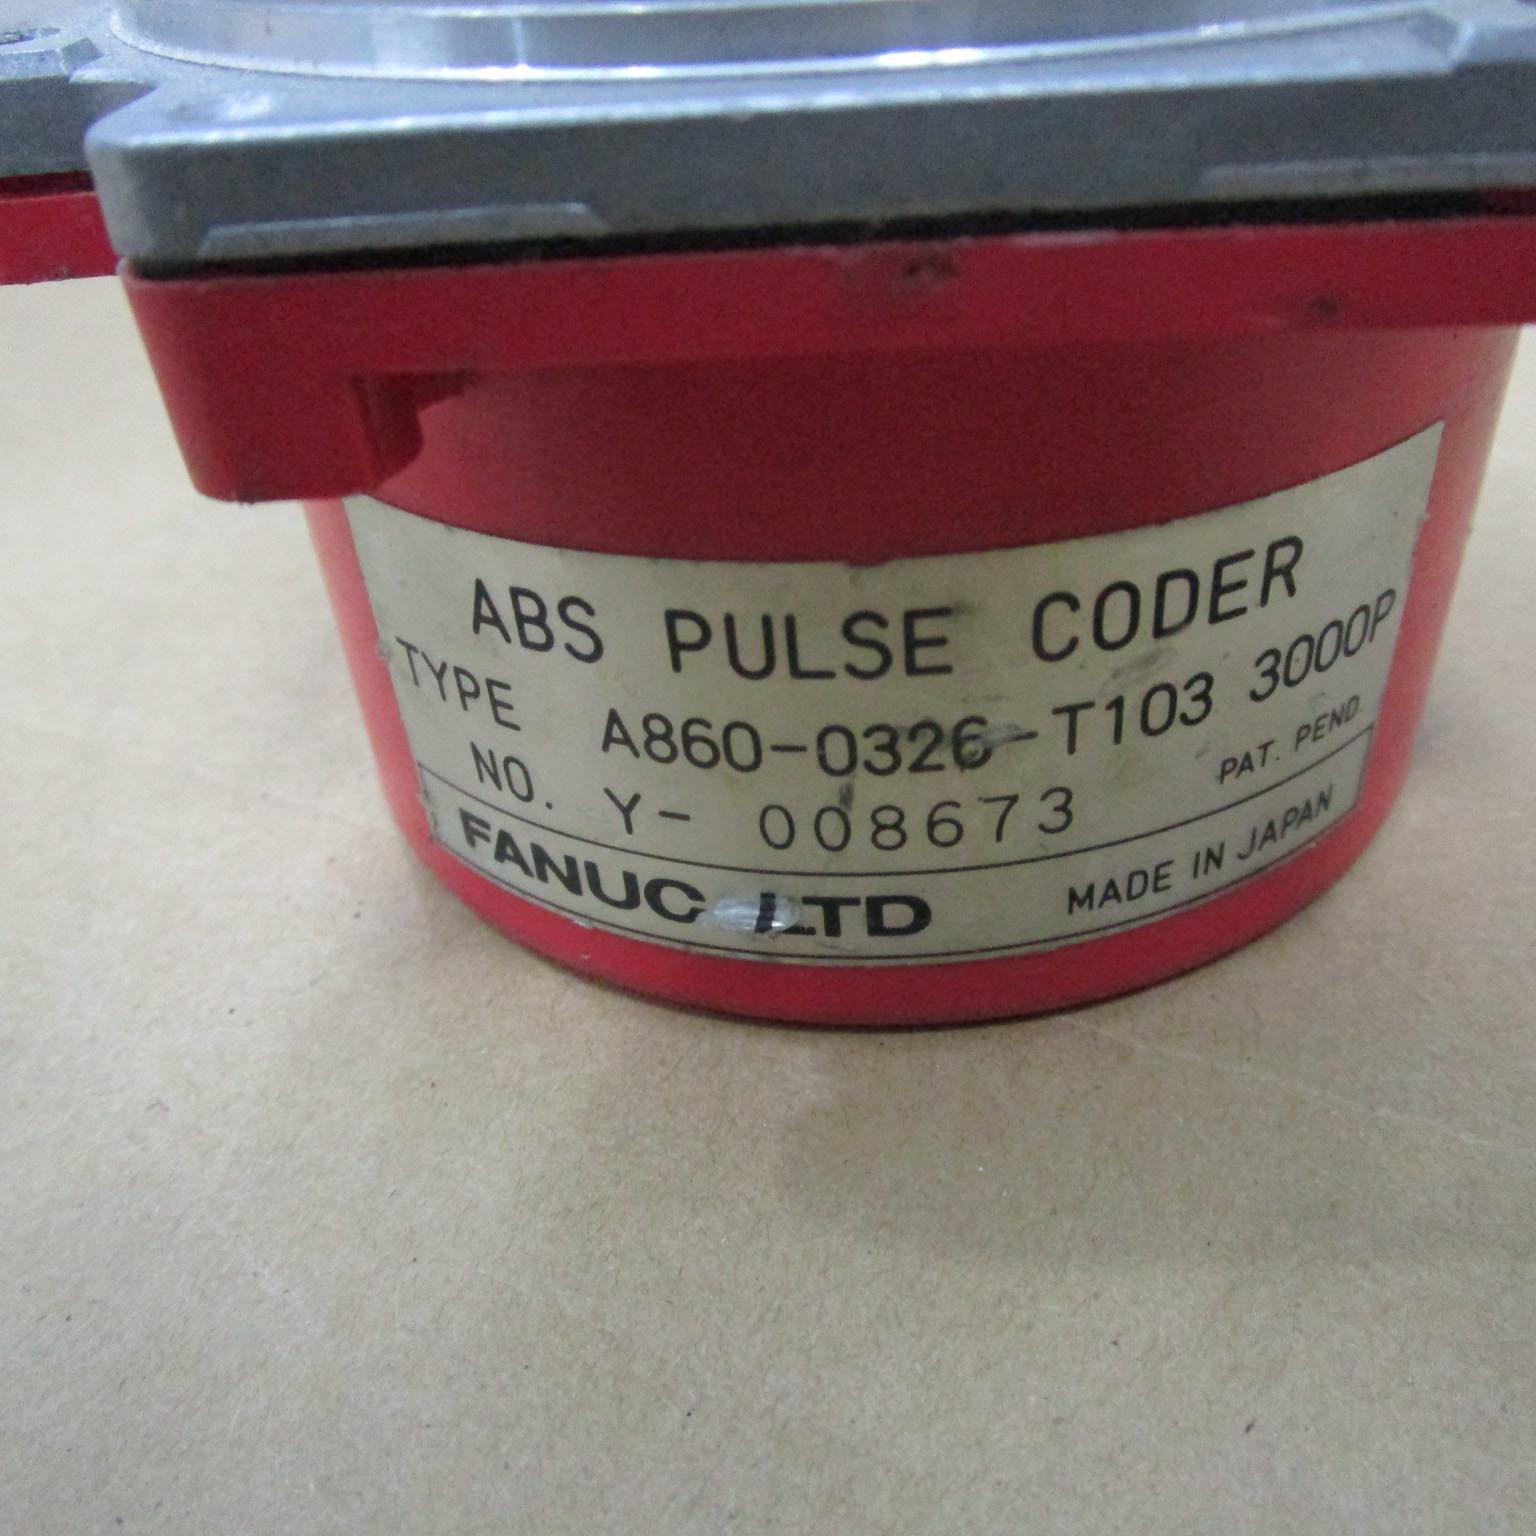 ABS PULSE CODER
TYPE A860-0326-T103 3000P
NO. Y- 008673 PAT. PEND.
FANUC LTD MADE IN JAPAN